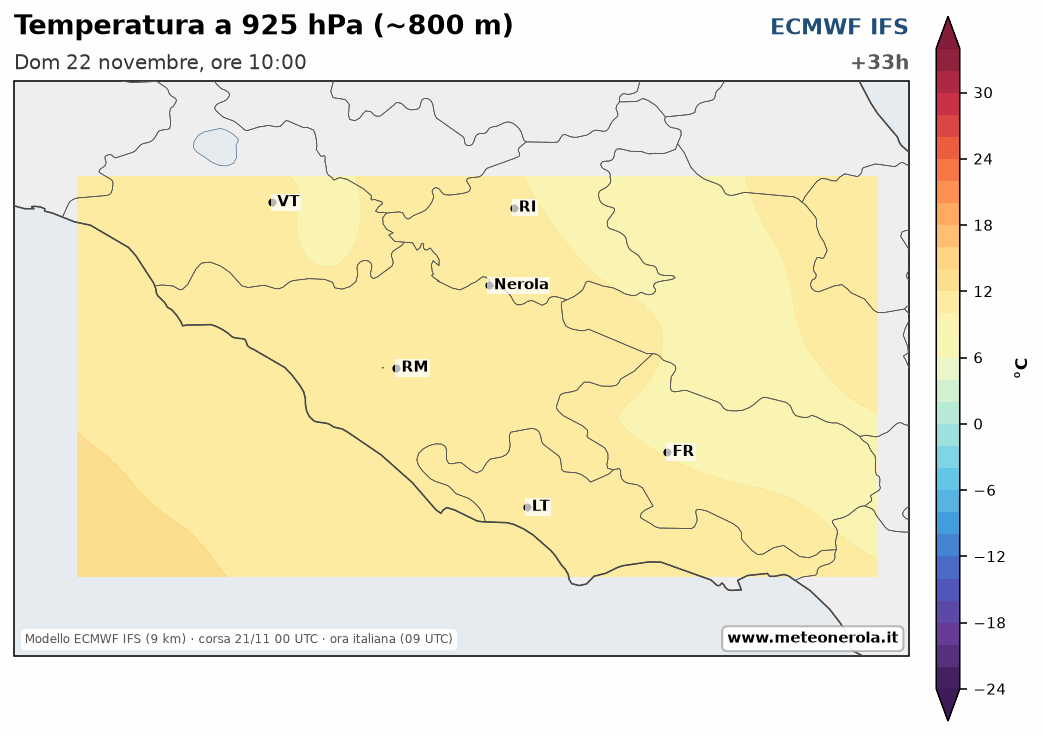 Temperatura a 925 hPa (~800 m)
ECMWF IFS
Dom 22 novembre, ore 10:00
+33h
VT
RI
Nerola
RM
FR
LT
30
24
18
12
6
0
−6
−12
−18
−24
°C
Modello ECMWF IFS (9 km) · corsa 21/11 00 UTC · ora italiana (09 UTC)
www.meteonerola.it